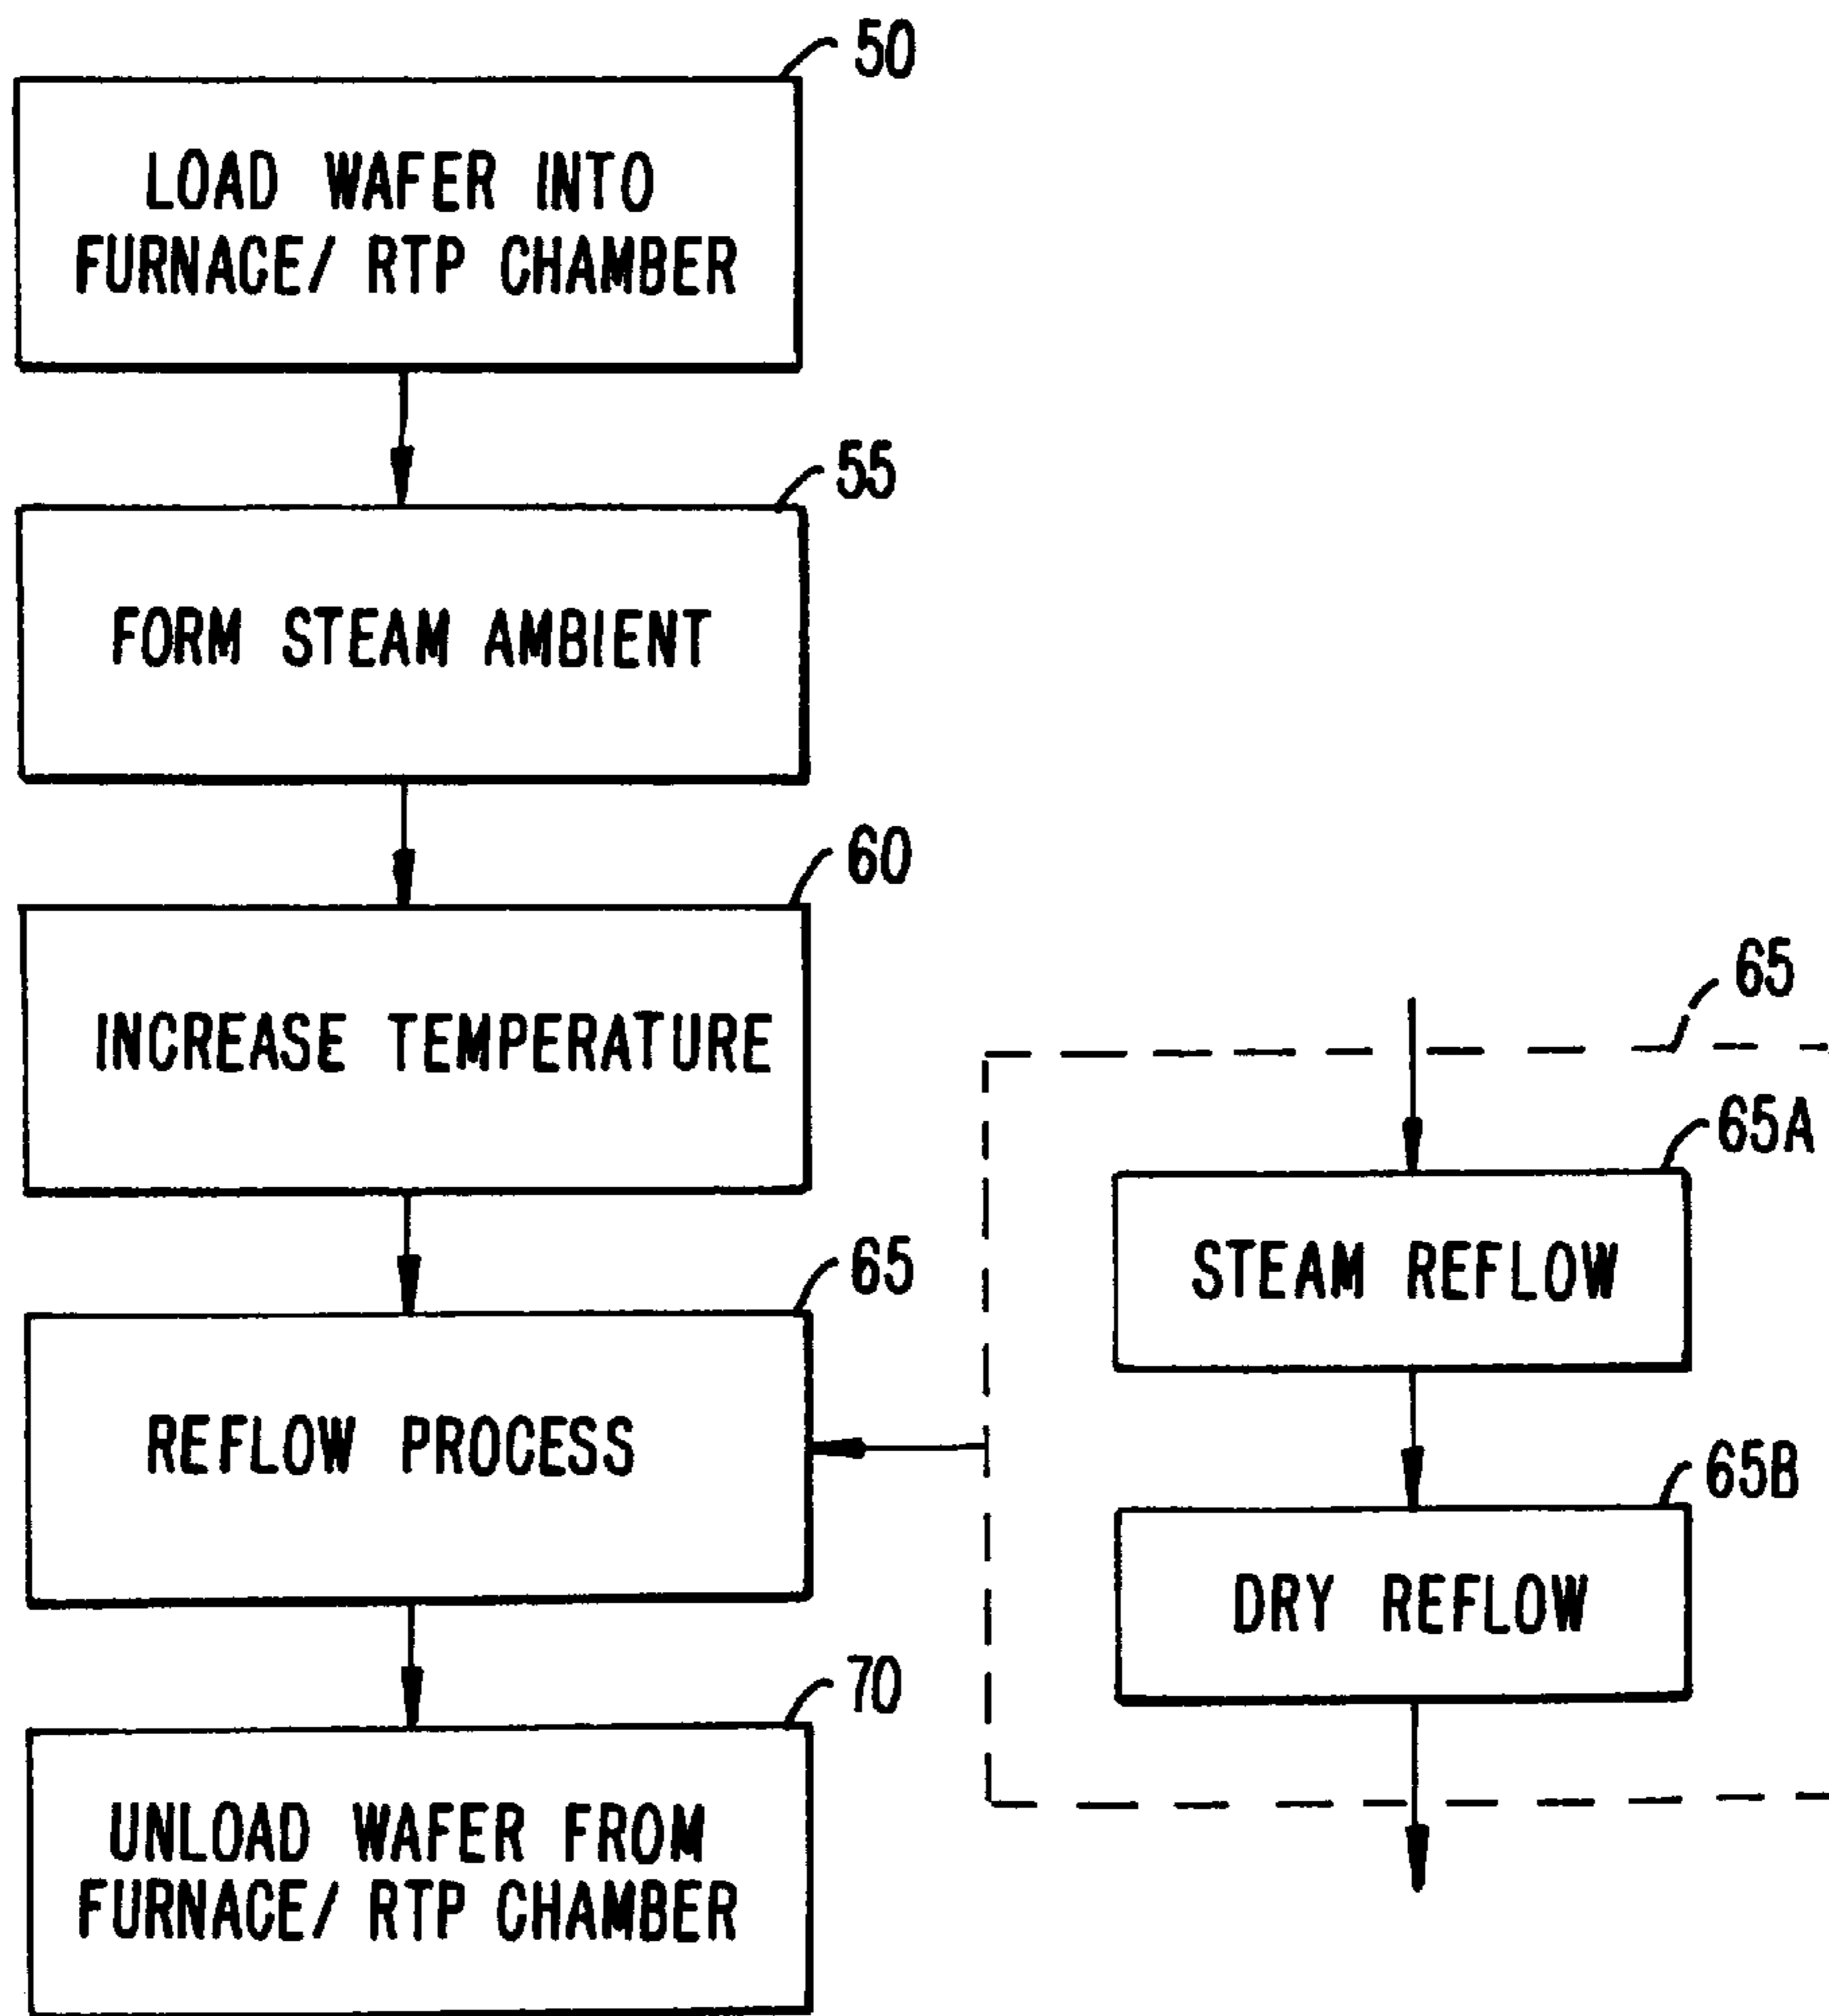 50
LOAD WAFER INTO
FURNACE/ RTP CHAMBER
55
FORM STEAM AMBIENT
60
INCREASE TEMPERATURE
65
REFLOW PROCESS
70
UNLOAD WAFER FROM
FURNACE/ RTP CHAMBER
65
65A
STEAM REFLOW
65B
DRY REFLOW